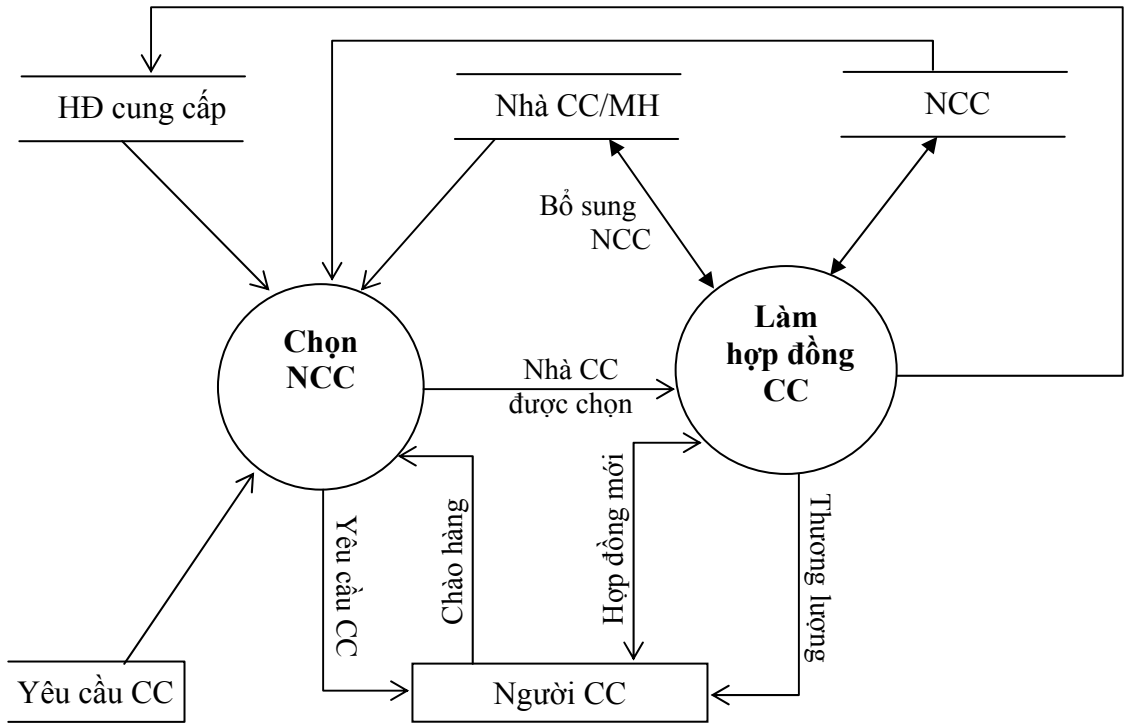 HĐ cung cấp
Nhà CC/MH
NCC
Bổ sung
NCC
Chọn
NCC
Làm
hợp đồng
CC
Nhà CC
được chọn
Yêu cầu CC
Chào hàng
Hợp đồng mới
Thương lượng
Yêu cầu CC
Người CC